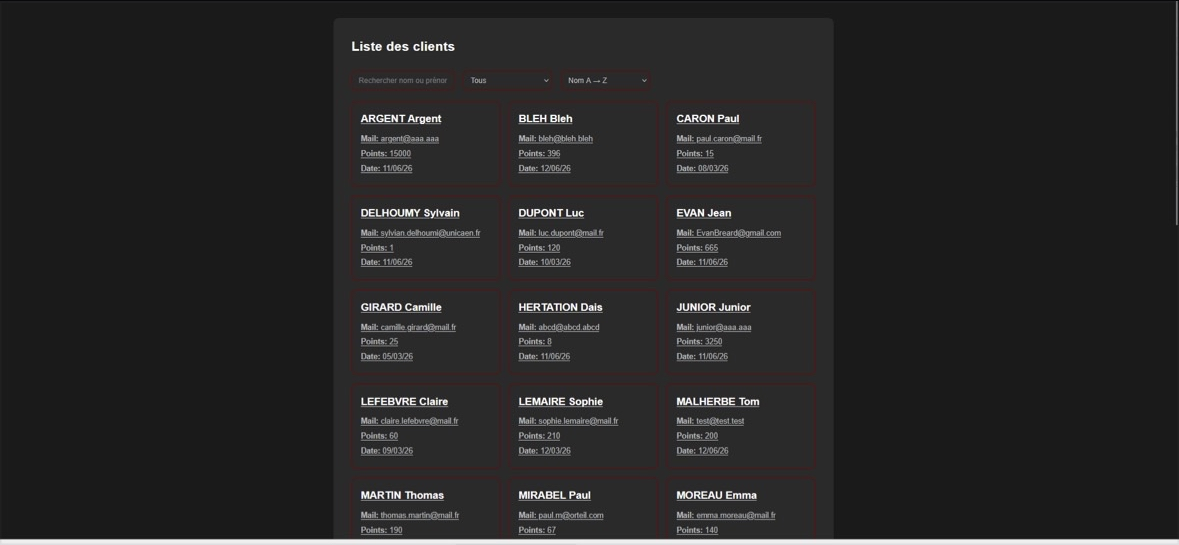 Liste des clients
Rechercher nom ou prénor Tous Nom A → Z
ARGENT Argent BLEH Bleh CARON Paul
Mail: argent@aaa.aaa Mail: bleh@bleh.bleh Mail: paul.caron@mail.fr
Points: 15000 Points: 396 Points: 15
Date: 11/06/26 Date: 12/06/26 Date: 08/03/26
DELHOUMY Sylvain DUPONT Luc EVAN Jean
Mail: sylvian.delhoumi@unicaen.fr Mail: luc.dupont@mail.fr Mail: EvanBreard@gmail.com
Points: 1 Points: 120 Points: 665
Date: 11/06/26 Date: 10/03/26 Date: 11/06/26
GIRARD Camille HERTATION Dais JUNIOR Junior
Mail: camille.girard@mail.fr Mail: abcd@abcd.abcd Mail: junior@aaa.aaa
Points: 25 Points: 8 Points: 3250
Date: 05/03/26 Date: 11/06/26 Date: 11/06/26
LEFEBVRE Claire LEMAIRE Sophie MALHERBE Tom
Mail: claire.lefebvre@mail.fr Mail: sophie.lemaire@mail.fr Mail: test@test.test
Points: 60 Points: 210 Points: 200
Date: 09/03/26 Date: 12/03/26 Date: 12/06/26
MARTIN Thomas MIRABEL Paul MOREAU Emma
Mail: thomas.martin@mail.fr Mail: paul.m@orteil.com Mail: emma.moreau@mail.fr
Points: 190 Points: 67 Points: 140